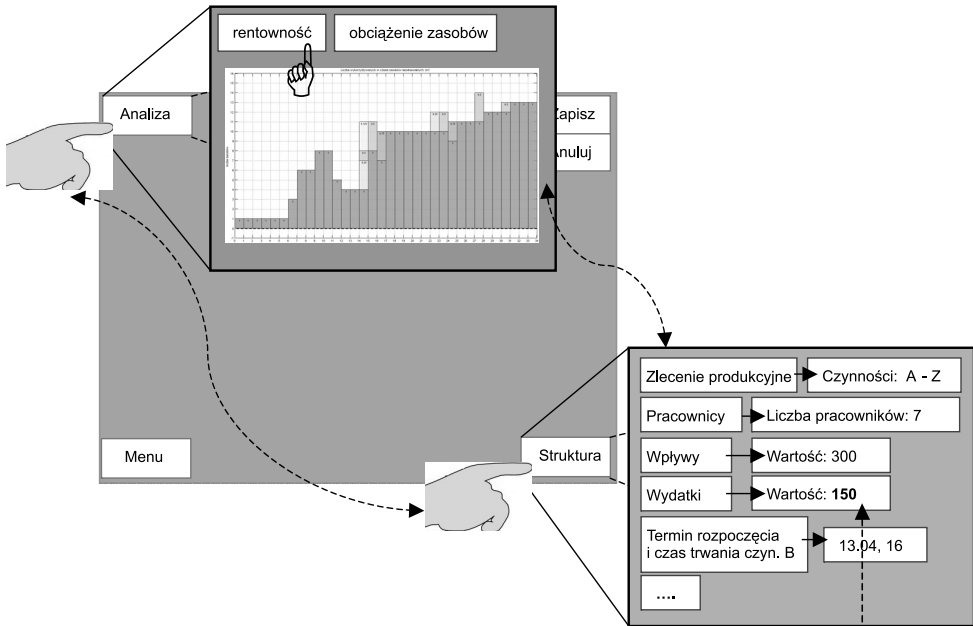 rentowność
obciążenie zasobów
Analiza
Zapisz
Anuluj
Menu
Struktura
Zlecenie produkcyjne
Czynności: A - Z
Pracownicy
Liczba pracowników: 7
Wpływy
Wartość: 300
Wydatki
Wartość: 150
Termin rozpoczęcia
i czas trwania czyn. B
13.04, 16
....